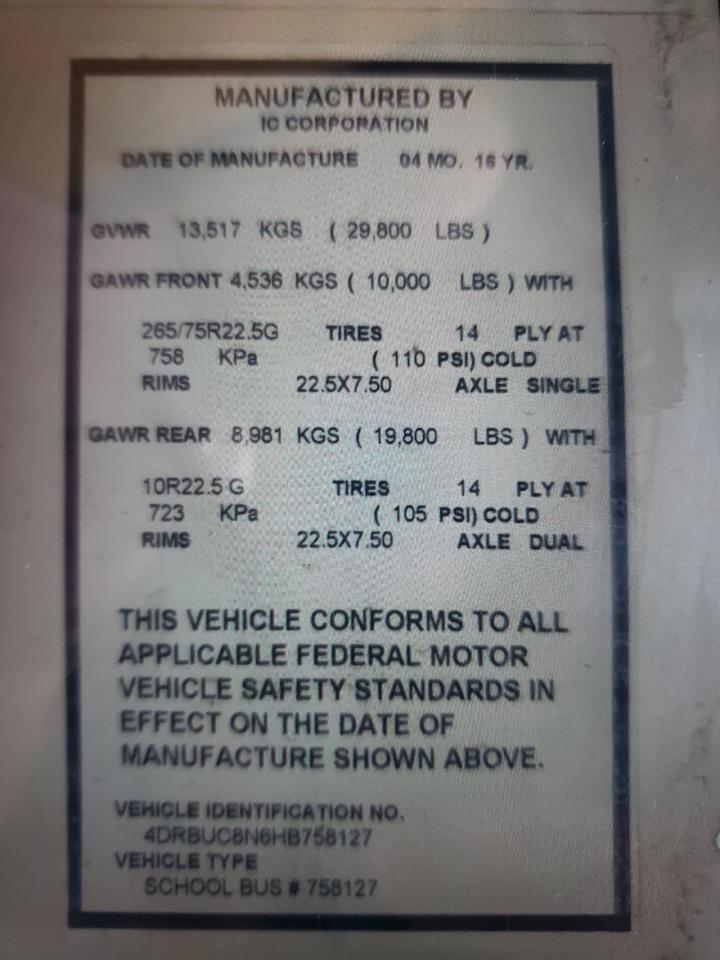 MANUFACTURED BY
IC CORPORATION
DATE OF MANUFACTURE 04 MO. 16 YR.
GVWR 13,517 KGS ( 29,800 LBS )
GAWR FRONT 4,536 KGS ( 10,000 LBS ) WITH
265/75R22.5G TIRES 14 PLY AT
758 KPa ( 110 PSI) COLD
RIMS 22.5X7.50 AXLE SINGLE
GAWR REAR 8,981 KGS ( 19,800 LBS ) WITH
10R22.5 G TIRES 14 PLY AT
723 KPa ( 105 PSI) COLD
RIMS 22.5X7.50 AXLE DUAL
THIS VEHICLE CONFORMS TO ALL
APPLICABLE FEDERAL MOTOR
VEHICLE SAFETY STANDARDS IN
EFFECT ON THE DATE OF
MANUFACTURE SHOWN ABOVE.
VEHICLE IDENTIFICATION NO.
4DRBUC8N6HB758127
VEHICLE TYPE
SCHOOL BUS # 758127